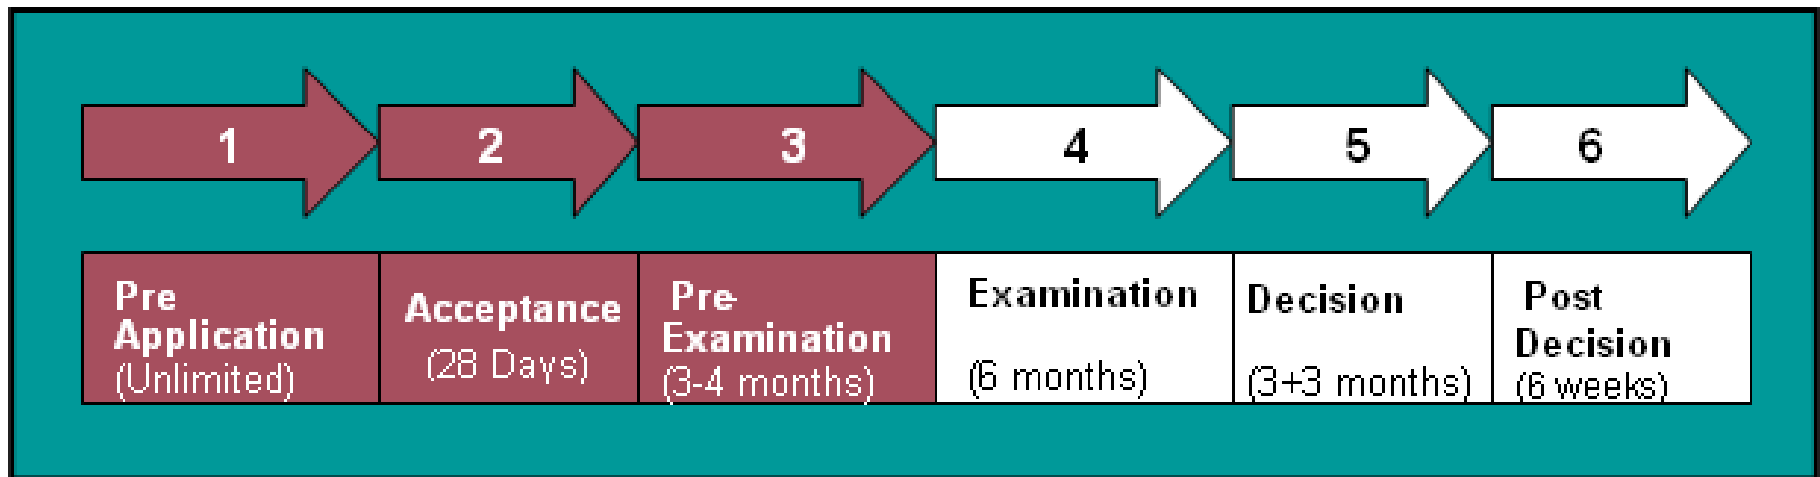 1
2
3
4
5
6
Pre
Application
(Unlimited)
Acceptance
(28 Days)
Pre-
Examination
(3-4 months)
Examination
(6 months)
Decision
(3+3 months)
Post
Decision
(6 weeks)